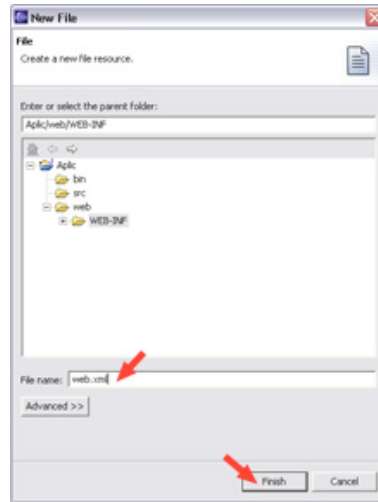 New File
File
Create a new file resource.
Enter or select the parent folder:
Aplic/web/WEB-INF
Aplic
bin
src
web
WEB-INF
File name: web.xml
Advanced >>
Finish Cancel